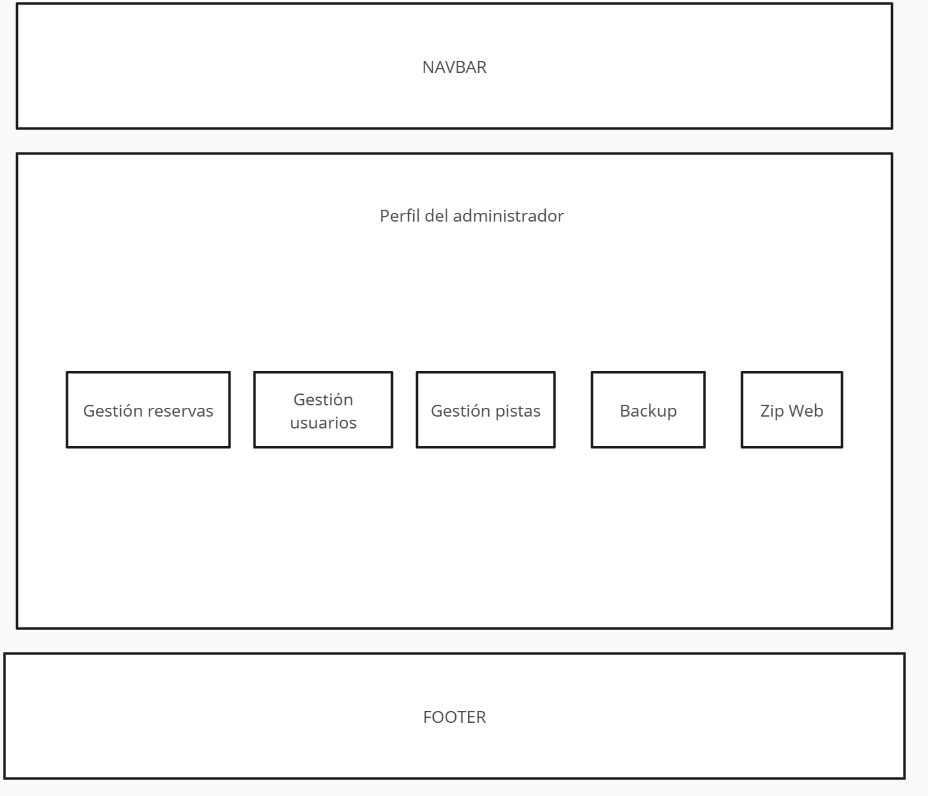 NAVBAR
Perfil del administrador
Gestión reservas
Gestión
usuarios
Gestión pistas
Backup
Zip Web
FOOTER